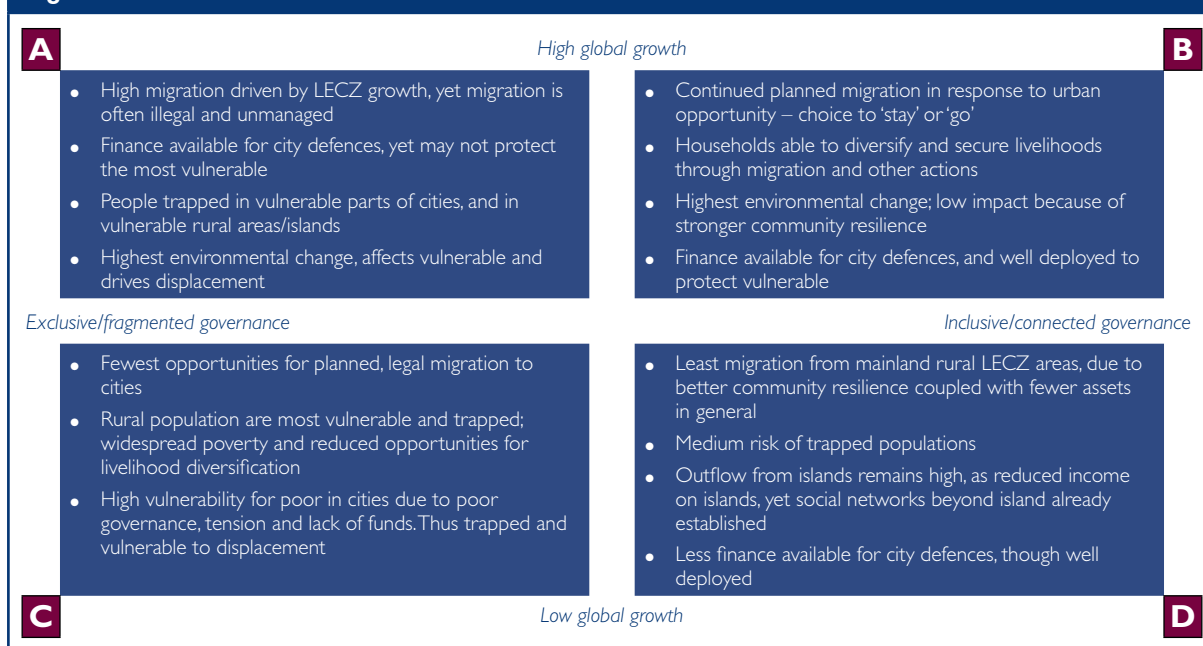 A
High global growth
B
• High migration driven by LECZ growth, yet migration is
often illegal and unmanaged
• Finance available for city defences, yet may not protect
the most vulnerable
• People trapped in vulnerable parts of cities, and in
vulnerable rural areas/islands
• Highest environmental change, affects vulnerable and
drives displacement
• Continued planned migration in response to urban
opportunity – choice to ‘stay’ or ‘go’
• Households able to diversify and secure livelihoods
through migration and other actions
• Highest environmental change; low impact because of
stronger community resilience
• Finance available for city defences, and well deployed to
protect vulnerable
Exclusive/fragmented governance
Inclusive/connected governance
• Fewest opportunities for planned, legal migration to
cities
• Rural population are most vulnerable and trapped;
widespread poverty and reduced opportunities for
livelihood diversification
• High vulnerability for poor in cities due to poor
governance, tension and lack of funds. Thus trapped and
vulnerable to displacement
• Least migration from mainland rural LECZ areas, due to
better community resilience coupled with fewer assets
in general
• Medium risk of trapped populations
• Outflow from islands remains high, as reduced income
on islands, yet social networks beyond island already
established
• Less finance available for city defences, though well
deployed
C
Low global growth
D